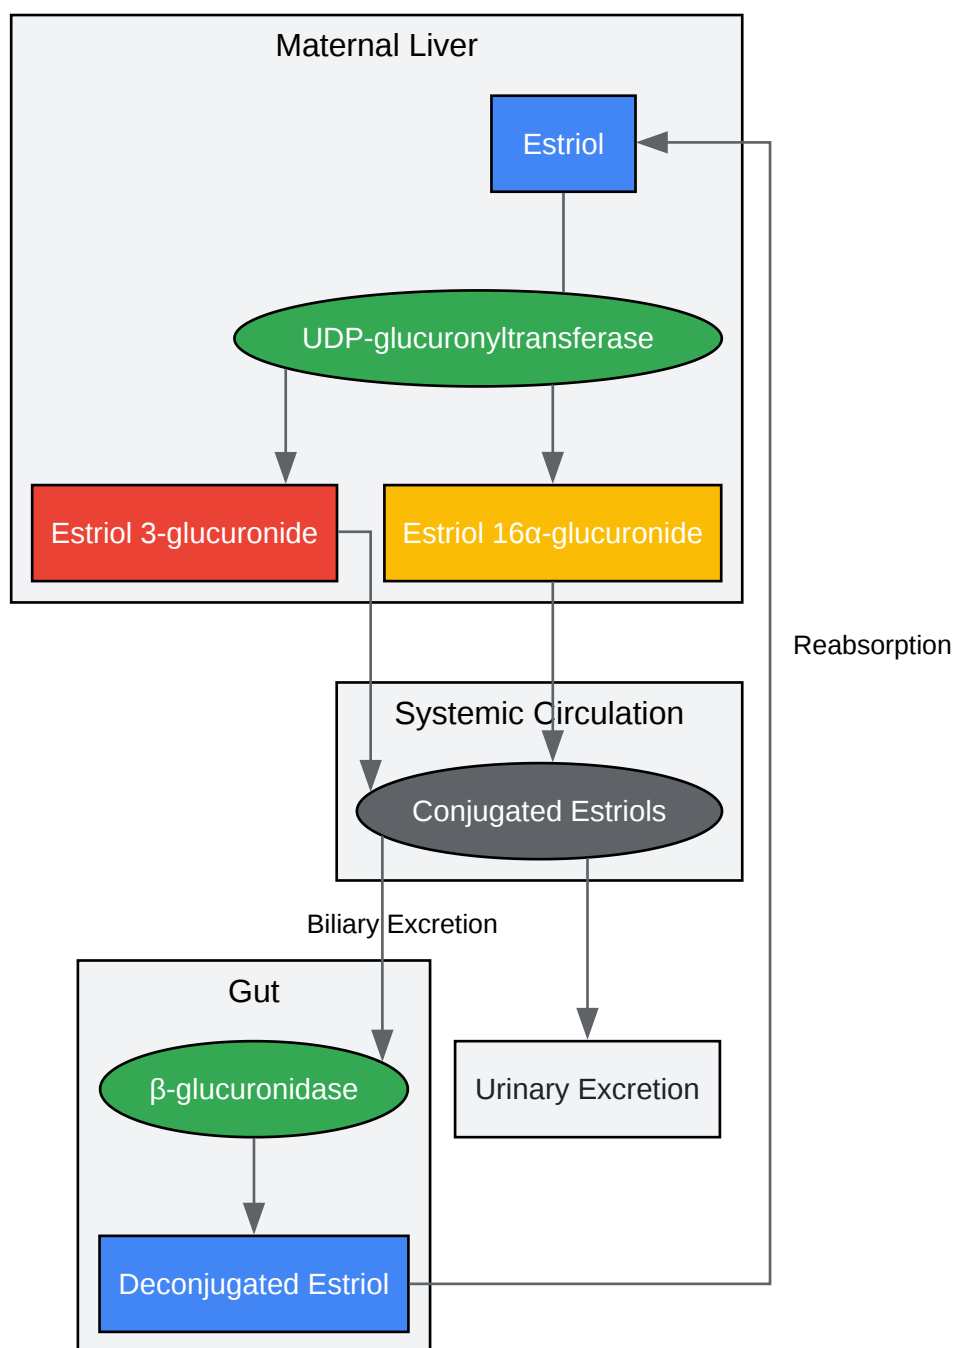 Maternal Liver
Estriol
UDP-glucuronyltransferase
Estriol 3-glucuronide
Estriol 16α-glucuronide
Reabsorption
Systemic Circulation
Conjugated Estriols
Biliary Excretion
Gut
β-glucuronidase
Urinary Excretion
Deconjugated Estriol